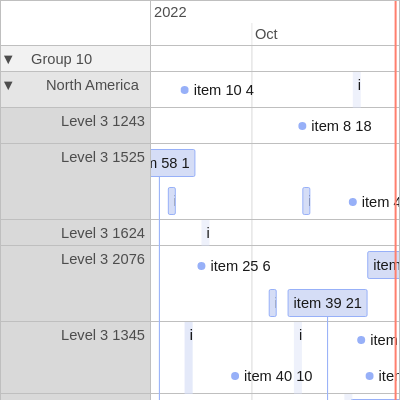 2022
Oct
▼ Group 10
▼ North America
item 10 4
i
Level 3 1243
item 8 18
Level 3 1525
58 1
i
i
item
Level 3 1624
i
Level 3 2076
item 25 6
item
i
item 39 21
Level 3 1345
i
i
item
item 40 10
item